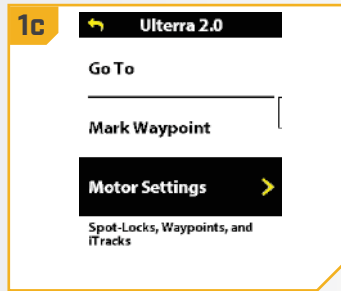 1c
Ulterra 2.0
Go To
Mark Waypoint
Motor Settings
Spot-Locks, Waypoints, and
iTracks